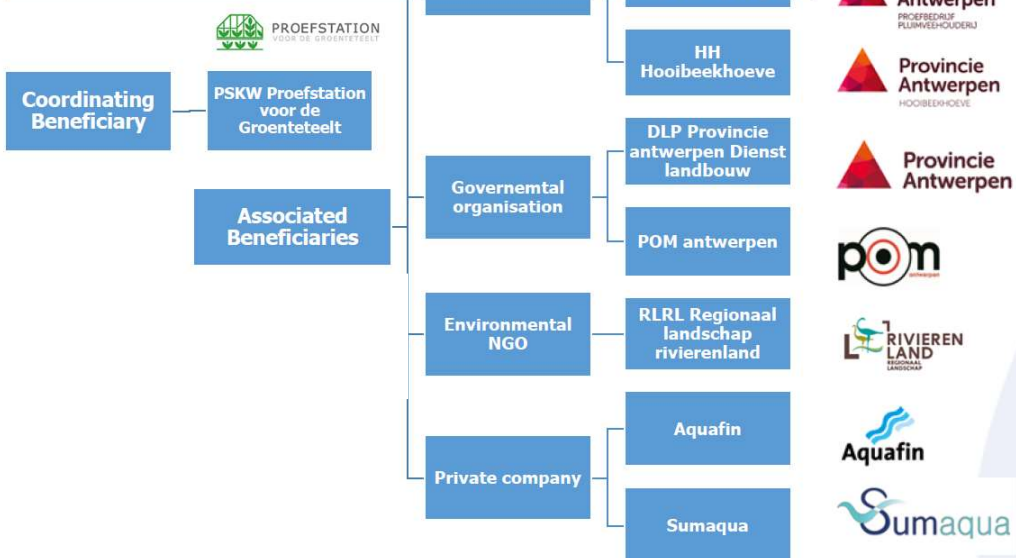 Antwerpen
PROEFBEDRIJF
PLUIMVEEHOUDERIJ
PROEFSTATION
VOOR DE GROENTETEELT
HH
Hooibeekhoeve
Provincie
Antwerpen
HOOIBEEKHOEVE
Coordinating
Beneficiary
PSKW Proefstation
voor de
Groenteteelt
DLP Provincie
antwerpen Dienst
landbouw
Provincie
Antwerpen
Governemtal
organisation
Associated
Beneficiaries
POM antwerpen
pom
antwerpen
Environmental
NGO
RLRL Regionaal
landschap
rivierenland
RIVIEREN
LAND
REGIONAAL
LANDSCHAP
Private company
Aquafin
Aquafin
Sumaqua
Sumaqua